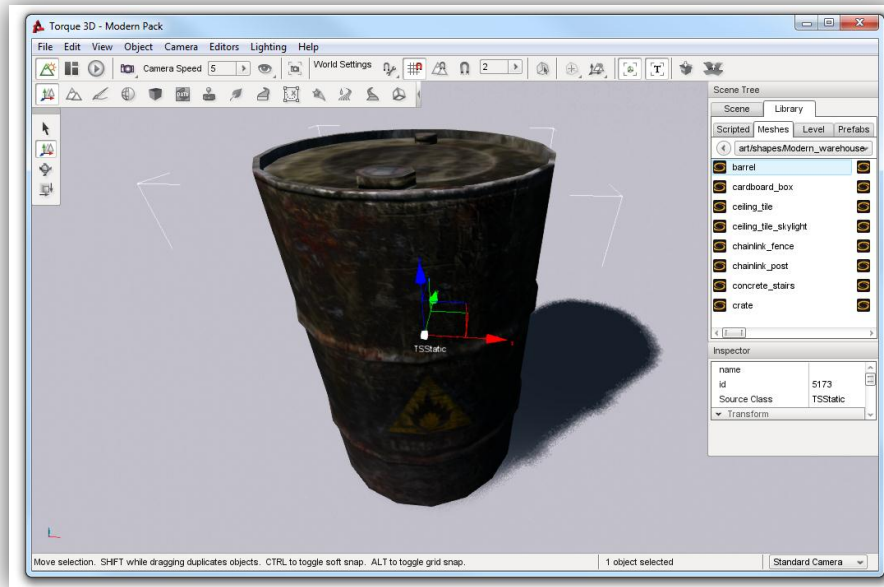 Torque 3D - Modern Pack
File Edit View Object Camera Editors Lighting Help
Camera Speed 5 World Settings 2
Scene Tree
Scene Library
Scripted Meshes Level Prefabs
art/shapes/Modern_warehouse
barrel
cardboard_box
ceiling_tile
ceiling_tile_skylight
chainlink_fence
chainlink_post
concrete_stairs
crate
TSStatic
Inspector
name
id 5173
Source Class TSStatic
Transform
Move selection. SHIFT while dragging duplicates objects. CTRL to toggle soft snap. ALT to toggle grid snap. 1 object selected Standard Camera